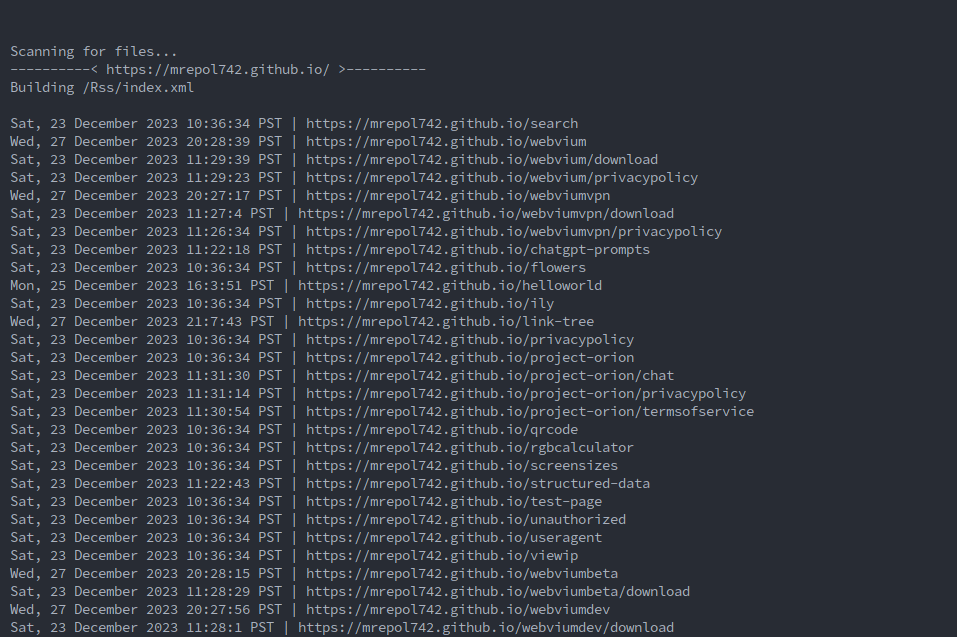 Scanning for files...
----------< https://mrepol742.github.io/ >----------
Building /Rss/index.xml
Sat, 23 December 2023 10:36:34 PST | https://mrepol742.github.io/search
Wed, 27 December 2023 20:28:39 PST | https://mrepol742.github.io/webvium
Sat, 23 December 2023 11:29:39 PST | https://mrepol742.github.io/webvium/download
Sat, 23 December 2023 11:29:23 PST | https://mrepol742.github.io/webvium/privacypolicy
Wed, 27 December 2023 20:27:17 PST | https://mrepol742.github.io/webviumvpn
Sat, 23 December 2023 11:27:4 PST | https://mrepol742.github.io/webviumvpn/download
Sat, 23 December 2023 11:26:34 PST | https://mrepol742.github.io/webviumvpn/privacypolicy
Sat, 23 December 2023 11:22:18 PST | https://mrepol742.github.io/chatgpt-prompts
Sat, 23 December 2023 10:36:34 PST | https://mrepol742.github.io/flowers
Mon, 25 December 2023 16:3:51 PST | https://mrepol742.github.io/helloworld
Sat, 23 December 2023 10:36:34 PST | https://mrepol742.github.io/ily
Wed, 27 December 2023 21:7:43 PST | https://mrepol742.github.io/link-tree
Sat, 23 December 2023 10:36:34 PST | https://mrepol742.github.io/privacypolicy
Sat, 23 December 2023 10:36:34 PST | https://mrepol742.github.io/project-orion
Sat, 23 December 2023 11:31:30 PST | https://mrepol742.github.io/project-orion/chat
Sat, 23 December 2023 11:31:14 PST | https://mrepol742.github.io/project-orion/privacypolicy
Sat, 23 December 2023 11:30:54 PST | https://mrepol742.github.io/project-orion/termsofservice
Sat, 23 December 2023 10:36:34 PST | https://mrepol742.github.io/qrcode
Sat, 23 December 2023 10:36:34 PST | https://mrepol742.github.io/rgbcalculator
Sat, 23 December 2023 10:36:34 PST | https://mrepol742.github.io/screensizes
Sat, 23 December 2023 11:22:43 PST | https://mrepol742.github.io/structured-data
Sat, 23 December 2023 10:36:34 PST | https://mrepol742.github.io/test-page
Sat, 23 December 2023 10:36:34 PST | https://mrepol742.github.io/unauthorized
Sat, 23 December 2023 10:36:34 PST | https://mrepol742.github.io/useragent
Sat, 23 December 2023 10:36:34 PST | https://mrepol742.github.io/viewip
Wed, 27 December 2023 20:28:15 PST | https://mrepol742.github.io/webviumbeta
Sat, 23 December 2023 11:28:29 PST | https://mrepol742.github.io/webviumbeta/download
Wed, 27 December 2023 20:27:56 PST | https://mrepol742.github.io/webviumdev
Sat, 23 December 2023 11:28:1 PST | https://mrepol742.github.io/webviumdev/download